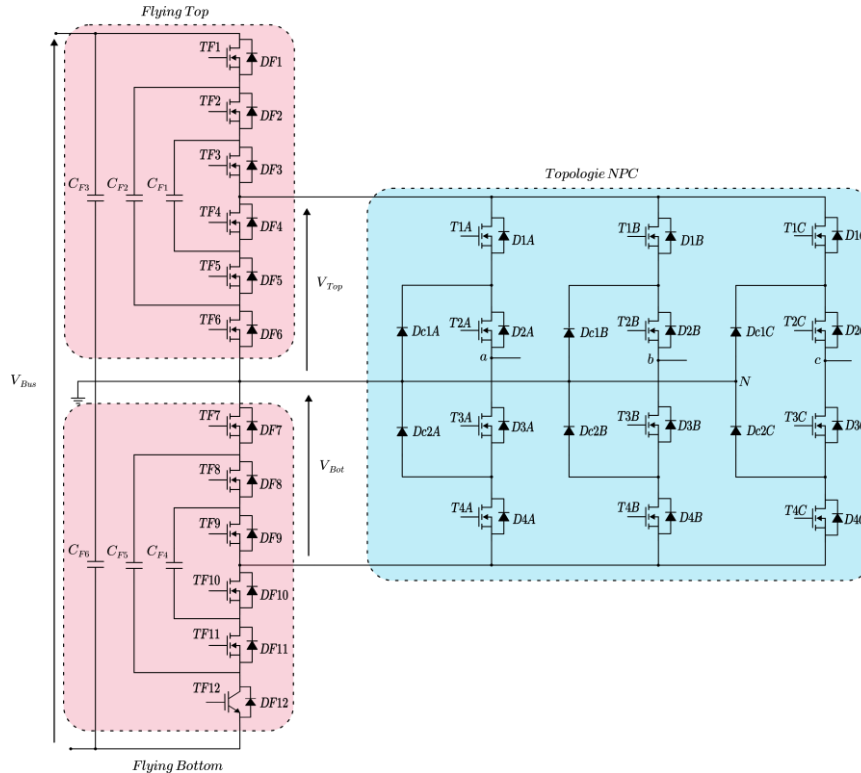 Flying Top
TF1
DF1
TF2
DF2
TF3
DF3
C_F3
C_F2
C_F1
TF4
DF4
TF5
DF5
TF6
DF6
V_Top
V_Bus
Topologie NPC
T1A
D1A
T1B
D1B
T1C
D1C
Dc1A
T2A
D2A
Dc1B
T2B
D2B
Dc1C
T2C
a
b
c
N
TF7
DF7
TF8
DF8
V_Bot
TF9
DF9
C_F6
C_F5
C_F4
TF10
DF10
TF11
DF11
TF12
DF12
Dc2A
T3A
D3A
Dc2B
T3B
D3B
Dc2C
T3C
T4A
D4A
T4B
D4B
T4C
Flying Bottom